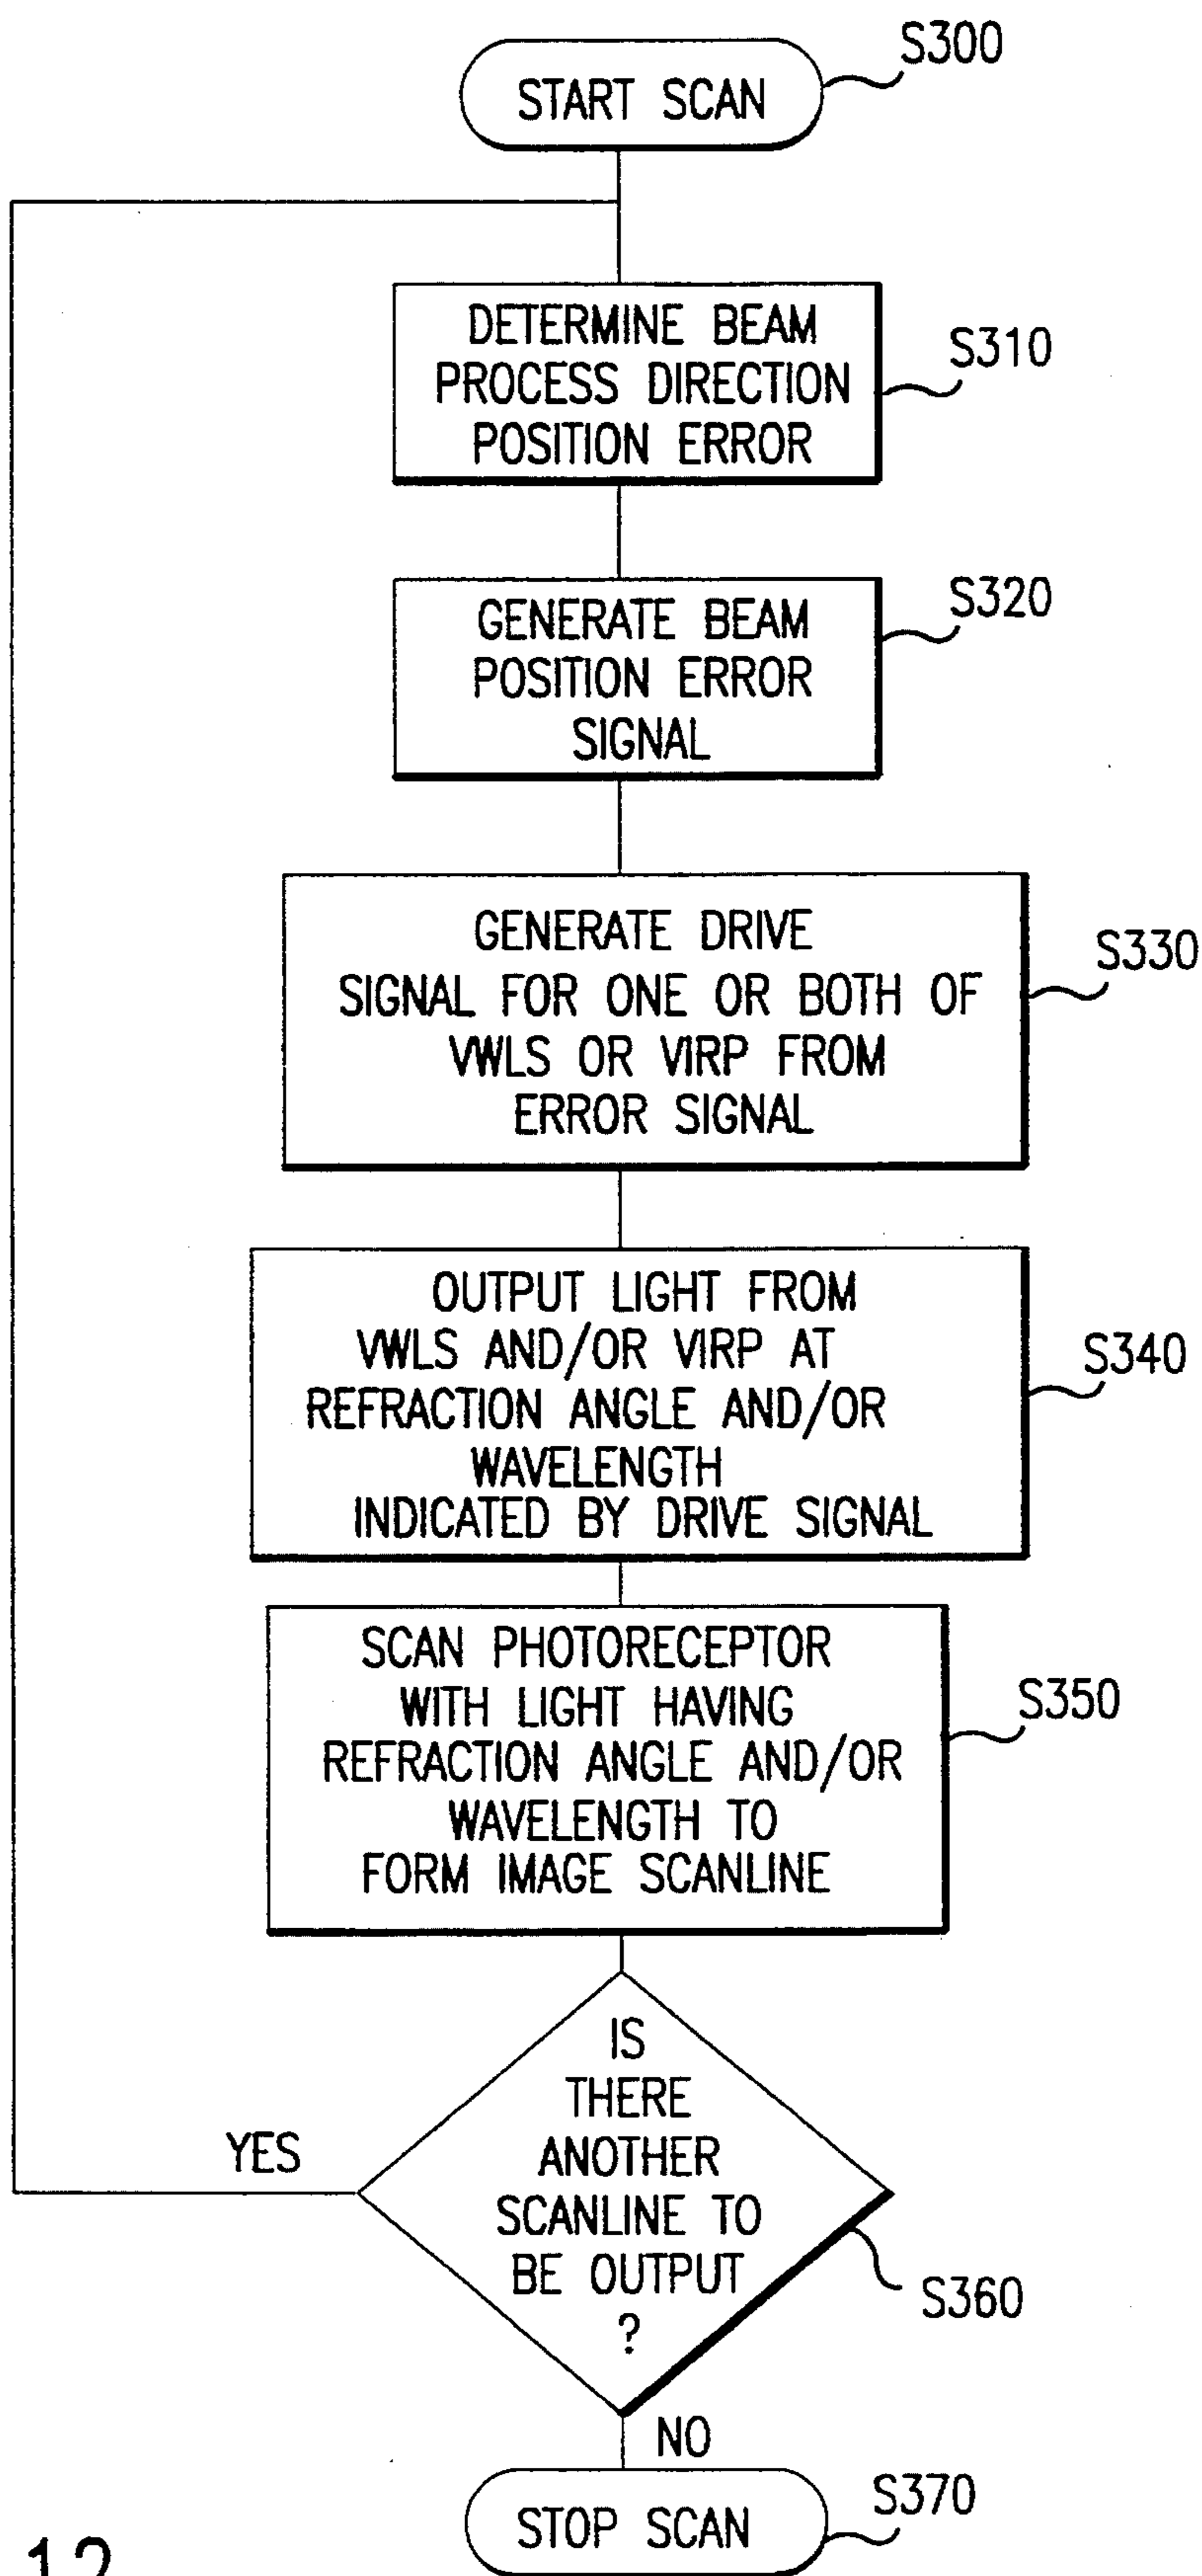 START SCAN
S300
DETERMINE BEAM
PROCESS DIRECTION
POSITION ERROR
S310
GENERATE BEAM
POSITION ERROR
SIGNAL
S320
GENERATE DRIVE
SIGNAL FOR ONE OR BOTH OF
VWLS OR VIRP FROM
ERROR SIGNAL
S330
OUTPUT LIGHT FROM
VWLS AND/OR VIRP AT
REFRACTION ANGLE AND/OR
WAVELENGTH
INDICATED BY DRIVE SIGNAL
S340
SCAN PHOTORECEPTOR
WITH LIGHT HAVING
REFRACTION ANGLE AND/OR
WAVELENGTH TO
FORM IMAGE SCANLINE
S350
IS
THERE
ANOTHER
SCANLINE TO
BE OUTPUT
?
S360
YES
NO
STOP SCAN
S370
12